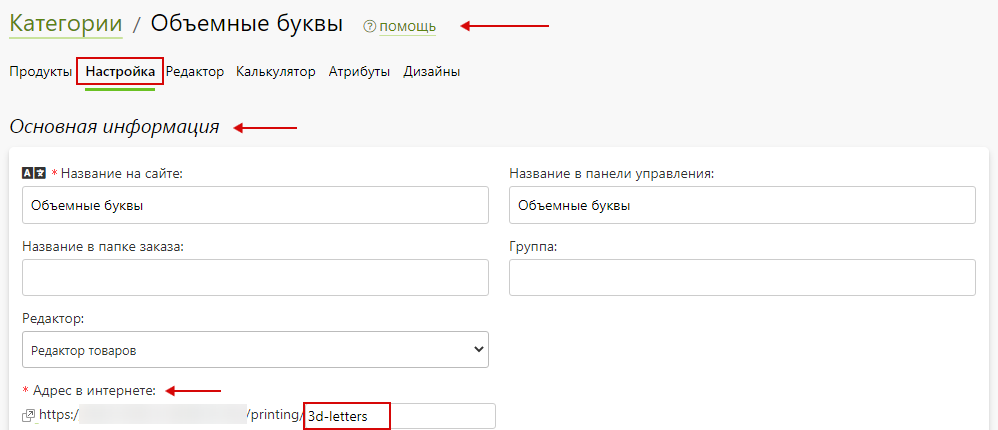 Категории / Объемные буквы ? помощь
Продукты Настройка Редактор Калькулятор Атрибуты Дизайны
Основная информация
* Название на сайте: Название в панели управления:
Объемные буквы Объемные буквы
Название в папке заказа: Группа:
Редактор:
Редактор товаров
* Адрес в интернете:
https:/ /printing/ 3d-letters